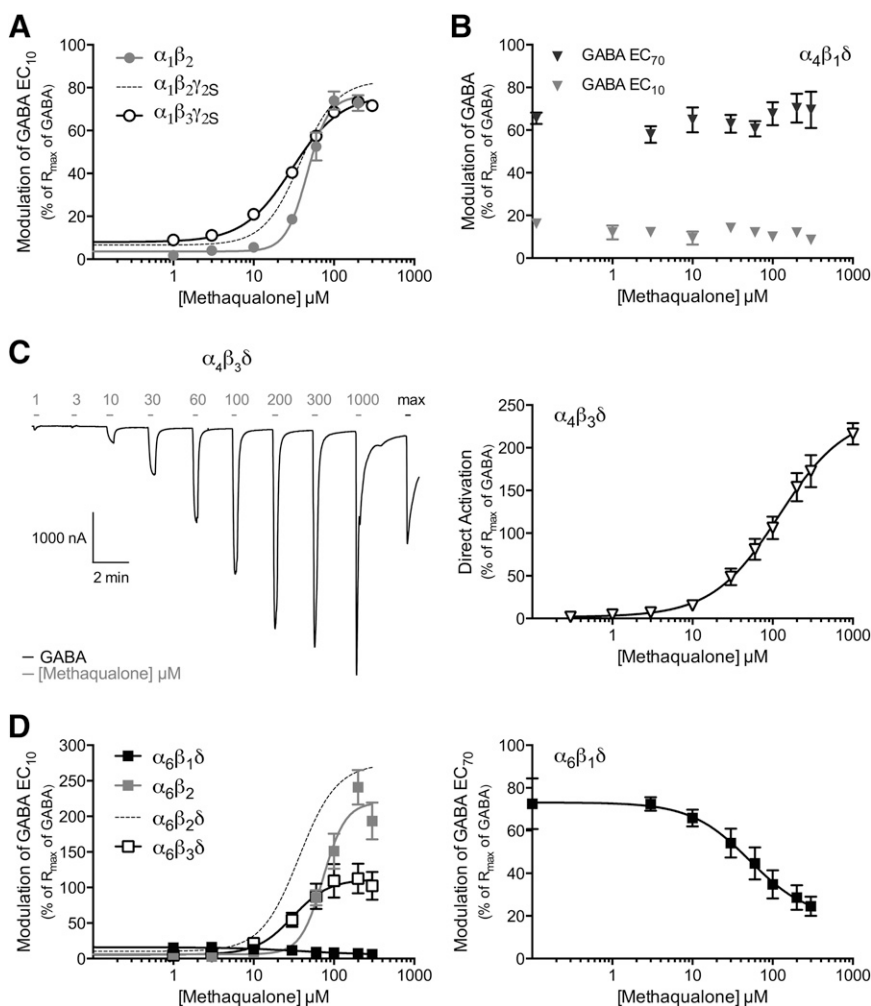 A
Modulation of GABA EC₁₀
(% of Rₘₐₓ of GABA)
100
80
60
40
20
0
α₁β₂
α₁β₂γ₂S
α₁β₃γ₂S
1
10
100
1000
[Methaqualone] μM
B
Modulation of GABA
(% of Rₘₐₓ of GABA)
100
80
60
40
20
0
GABA EC₇₀
GABA EC₁₀
α₄β₁δ
1
10
100
1000
[Methaqualone] μM
C
α₄β₃δ
1 3 10 30 60 100 200 300 1000 max
1000 nA
2 min
GABA
[Methaqualone] μM
Direct Activation
(% of Rₘₐₓ of GABA)
250
200
150
100
50
0
α₄β₃δ
1
10
100
1000
[Methaqualone] μM
D
Modulation of GABA EC₁₀
(% of Rₘₐₓ of GABA)
300
250
200
150
100
50
0
α₆β₁δ
α₆β₂
α₆β₂δ
α₆β₃δ
1
10
100
1000
[Methaqualone] μM
Modulation of GABA EC₇₀
(% of Rₘₐₓ of GABA)
100
80
60
40
20
0
α₆β₁δ
1
10
100
1000
[Methaqualone] μM